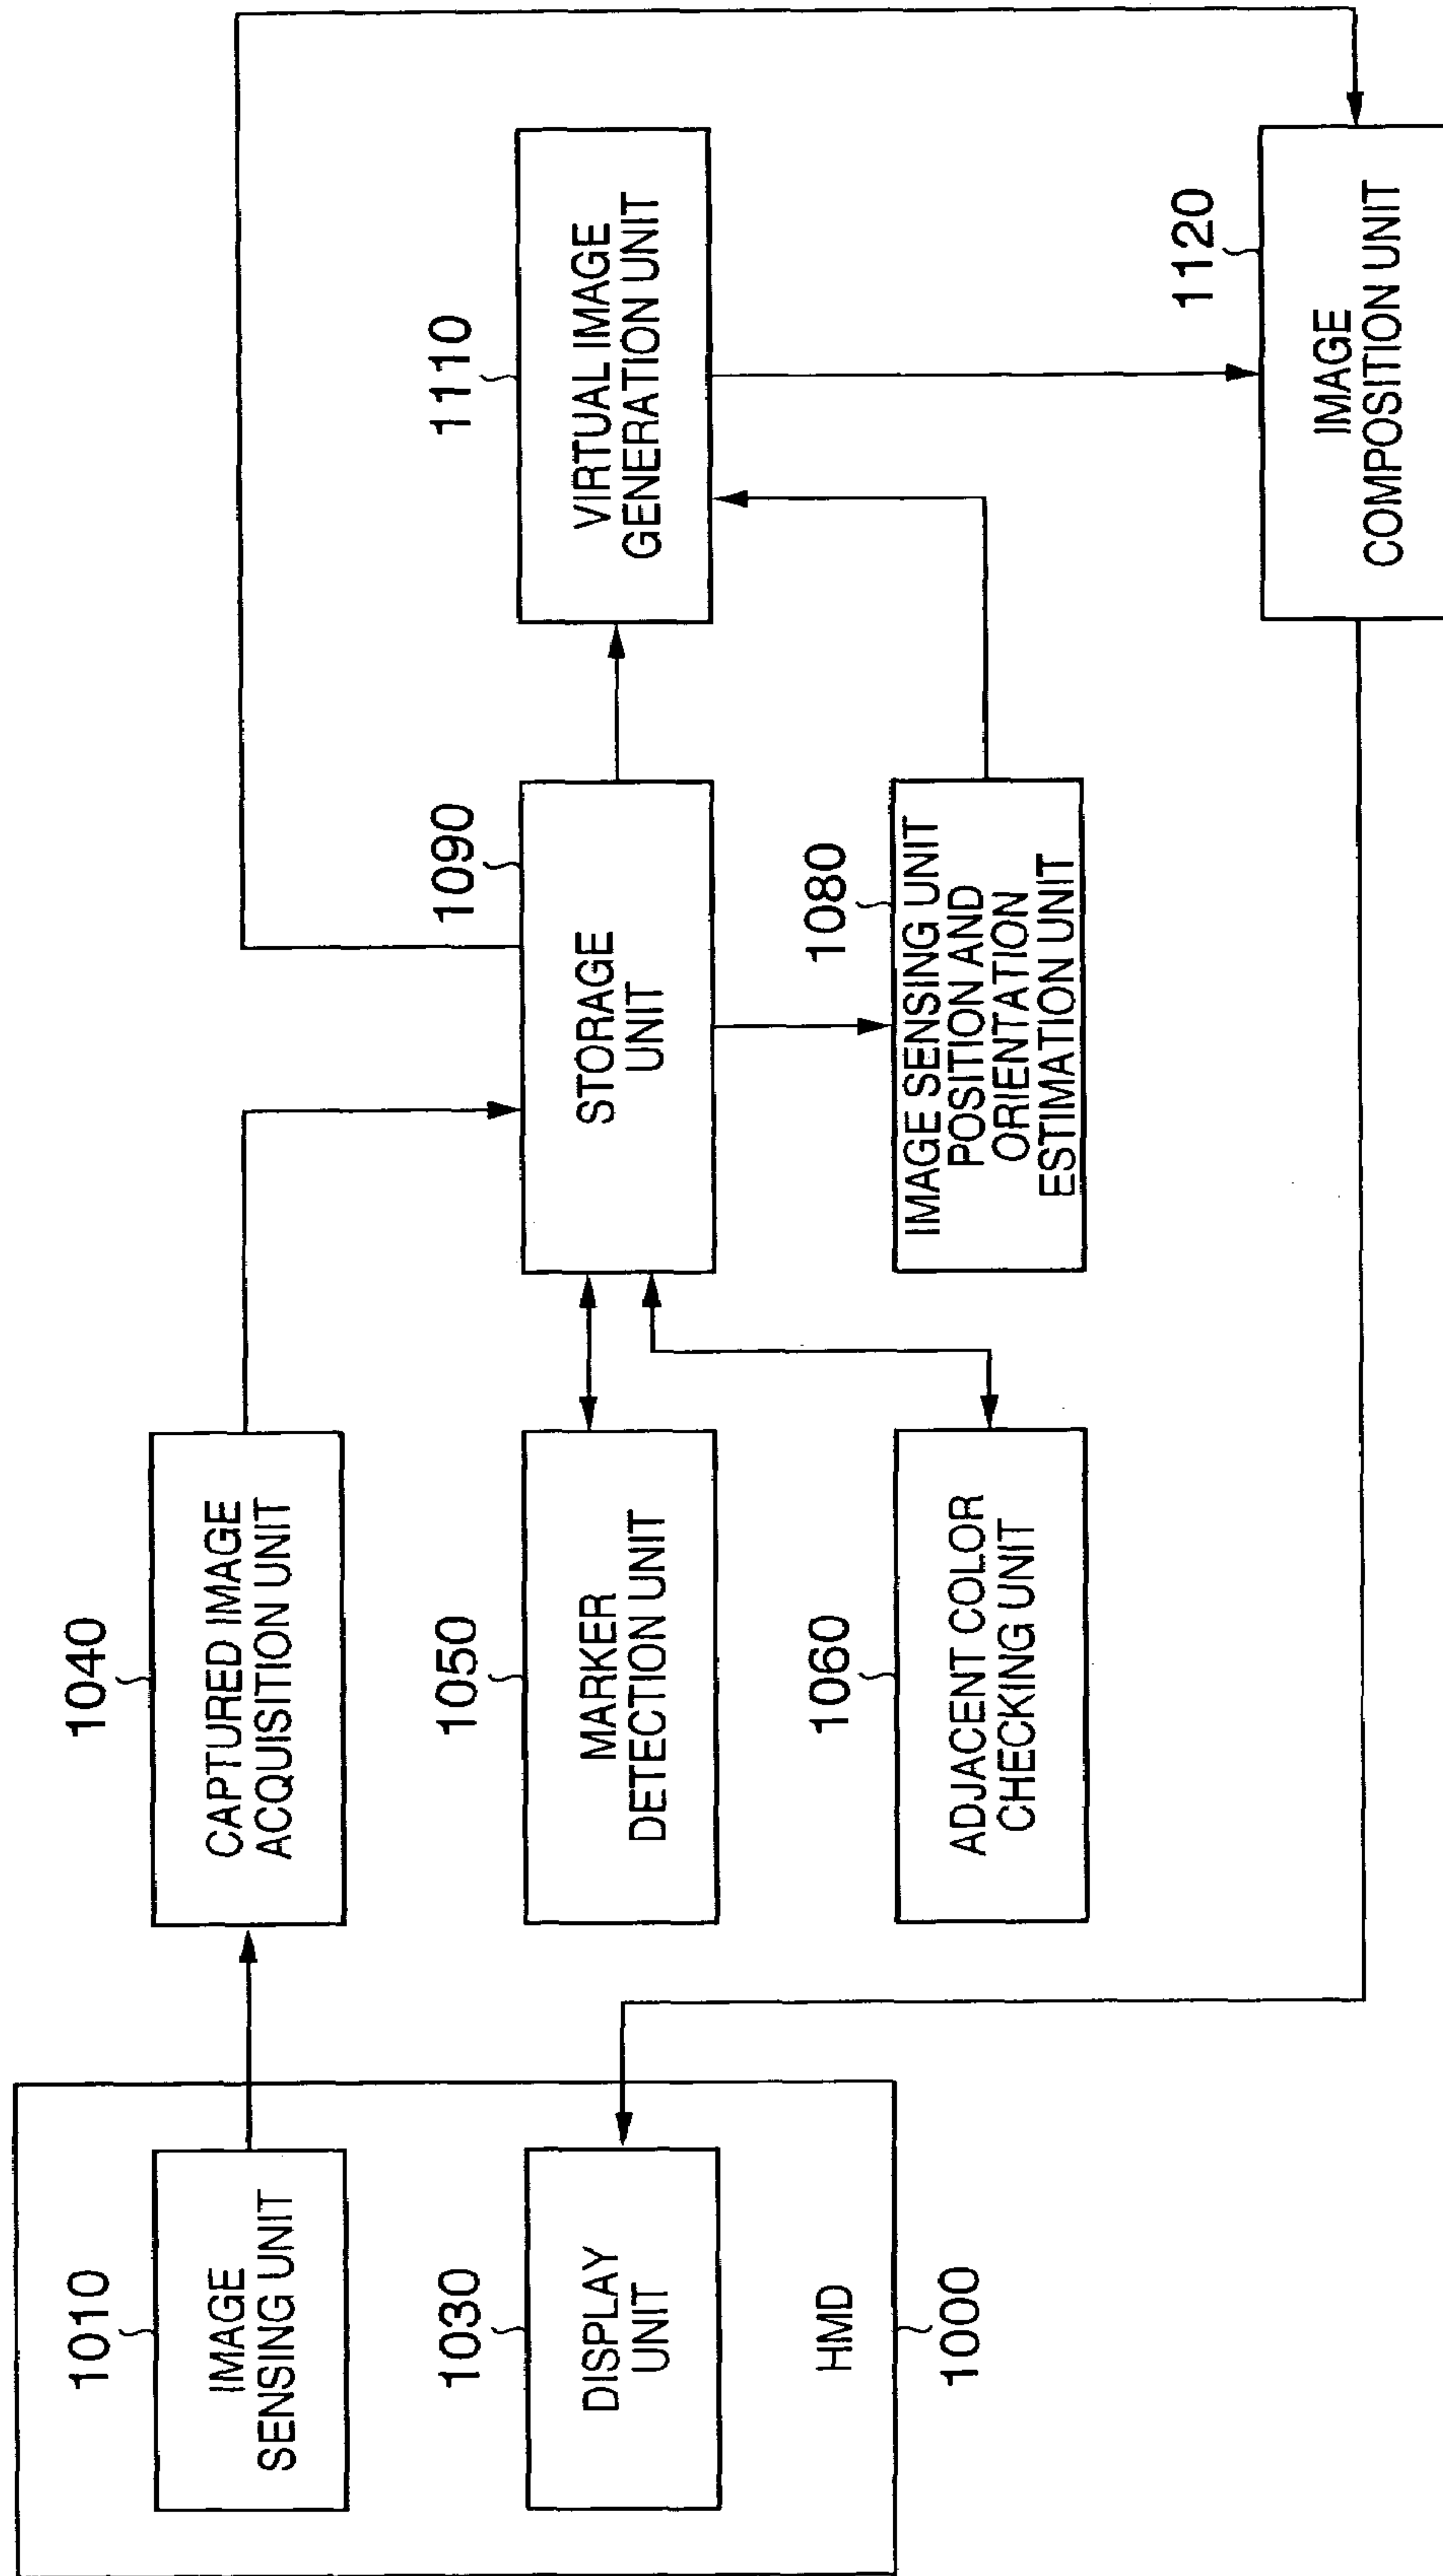 1010
IMAGE
SENSING UNIT
1030
DISPLAY
UNIT
HMD
1000
1040
CAPTURED IMAGE
ACQUISITION UNIT
1050
MARKER
DETECTION UNIT
1060
ADJACENT COLOR
CHECKING UNIT
1090
STORAGE
UNIT
1080
IMAGE SENSING UNIT
POSITION AND
ORIENTATION
ESTIMATION UNIT
1110
VIRTUAL IMAGE
GENERATION UNIT
1120
IMAGE
COMPOSITION UNIT